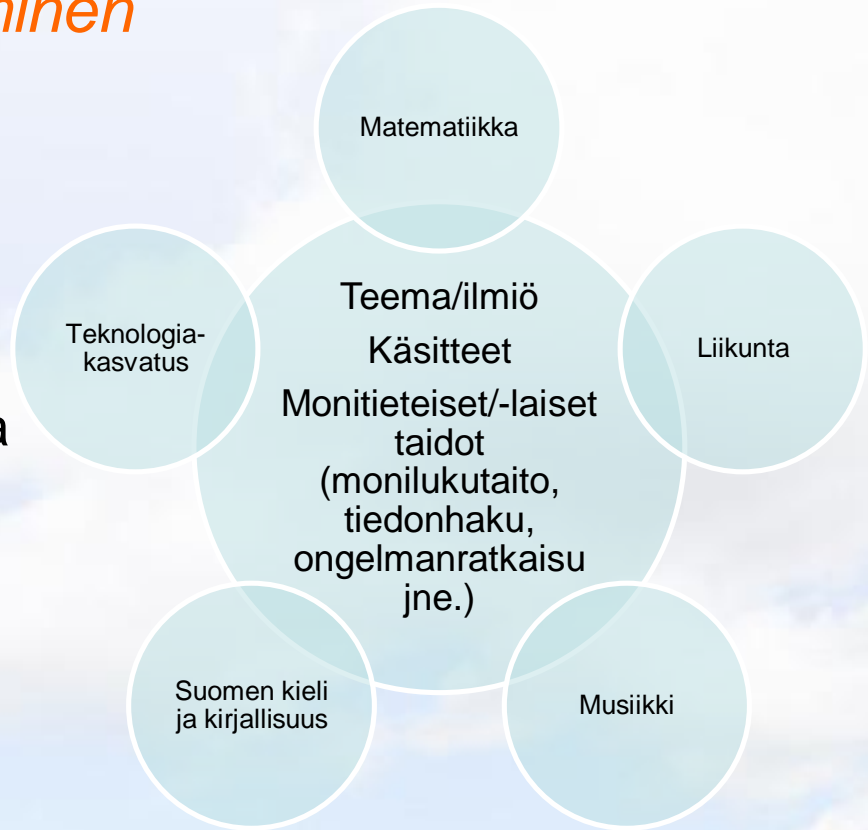 minen
Matematiikka
Teknologia-
kasvatus
Teema/ilmiö
Käsitteet
Monitieteiset/-laiset
taidot
(monilukutaito,
tiedonhaku,
ongelmanratkaisu
jne.)
Liikunta
a
Suomen kieli
ja kirjallisuus
Musiikki